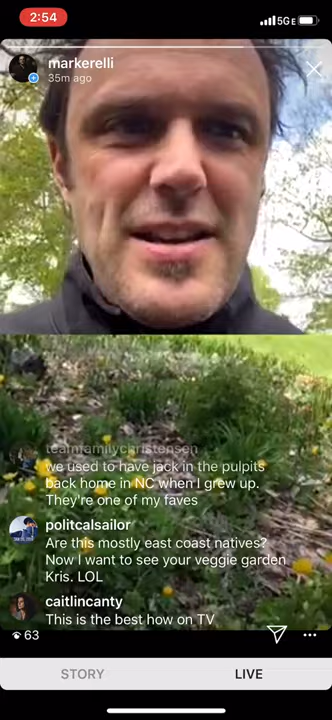 2:54
5GE
markerelli
35m ago
teamfamilychristensen
we used to have jack in the pulpits
back home in NC when I grew up.
They're one of my faves
politcalsailor
Are this mostly east coast natives?
Now I want to see your veggie garden
Kris. LOL
caitlincanty
This is the best how on TV
63
STORY LIVE